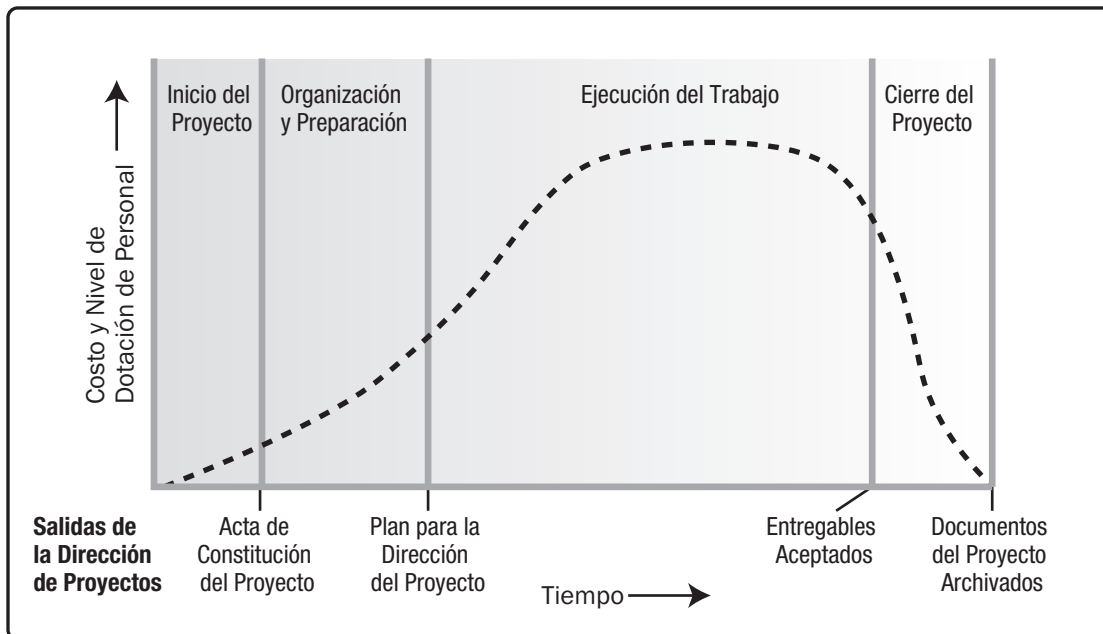 Inicio del
Proyecto
Organización
y Preparación
Ejecución del Trabajo
Cierre del
Proyecto
Costo y Nivel de
Dotación de Personal
Salidas de
la Dirección
de Proyectos
Acta de
Constitución
del Proyecto
Plan para la
Dirección
del Proyecto
Entregables
Aceptados
Documentos
del Proyecto
Archivados
Tiempo